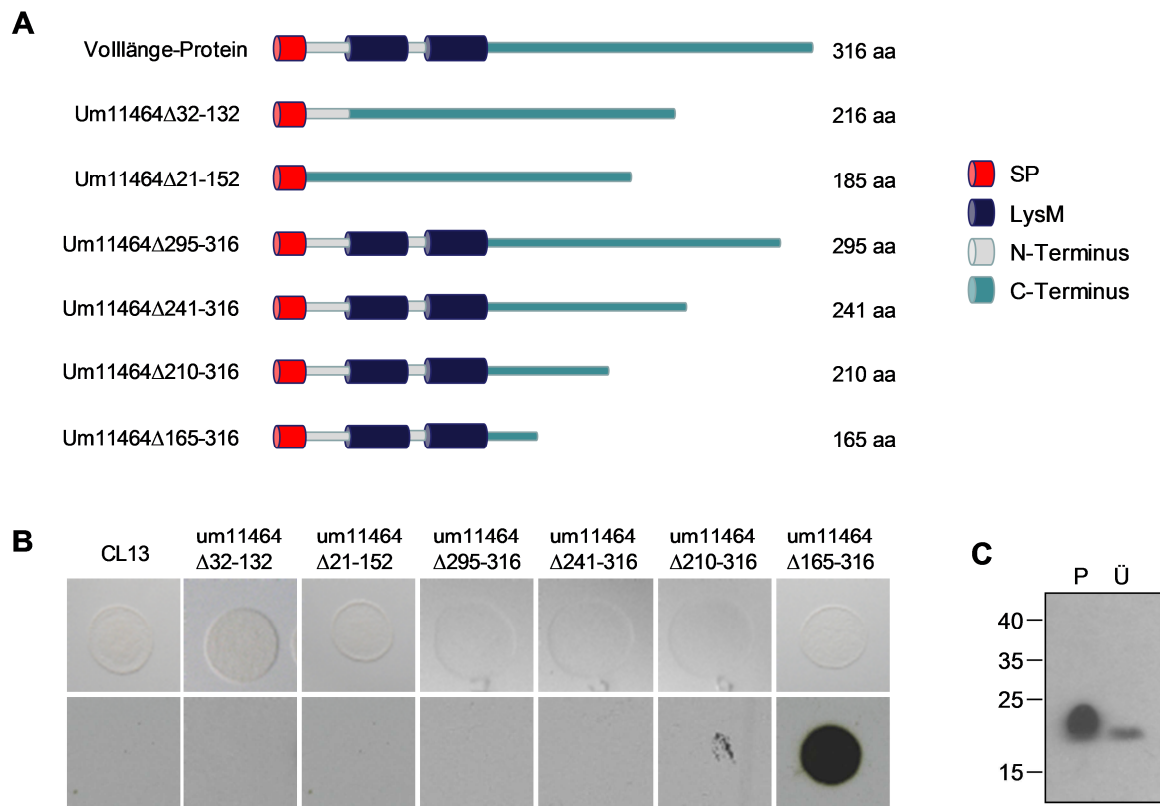 A
Volllänge-Protein
316 aa
Um11464Δ32-132
216 aa
Um11464Δ21-152
185 aa
Um11464Δ295-316
295 aa
Um11464Δ241-316
241 aa
Um11464Δ210-316
210 aa
Um11464Δ165-316
165 aa
SP
LysM
N-Terminus
C-Terminus
B
CL13
um11464
Δ32-132
um11464
Δ21-152
um11464
Δ295-316
um11464
Δ241-316
um11464
Δ210-316
um11464
Δ165-316
C
P Ü
40
35
25
15